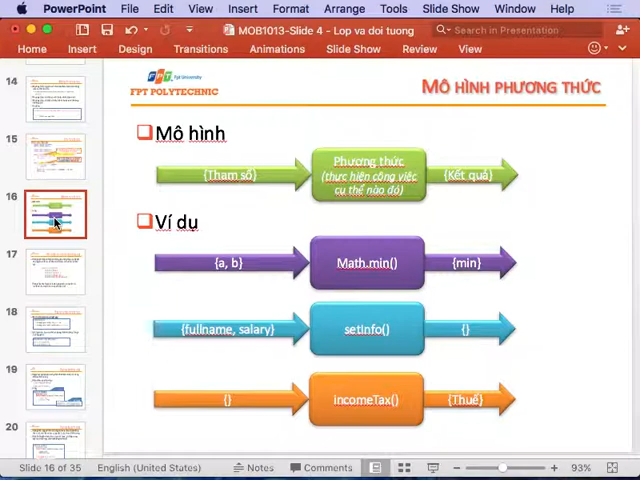 PowerPoint File Edit View Insert Format Arrange Tools Slide Show Window Help
MOB1013-Slide 4 - Lop va doi tuong
Search in Presentation
Home Insert Design Transitions Animations Slide Show Review View
14
15
16
17
18
19
20
FPT Fpt University
FPT POLYTECHNIC
MÔ HÌNH PHƯƠNG THỨC
Mô hình
{Tham số}
Phương thức
(thực hiện công việc
cụ thể nào đó)
{Kết quả}
Ví dụ
{a, b} Math.min() {min}
{fullname, salary} setInfo() {}
{} incomeTax() {Thuế}
Slide 16 of 35 English (United States) Notes Comments 93%